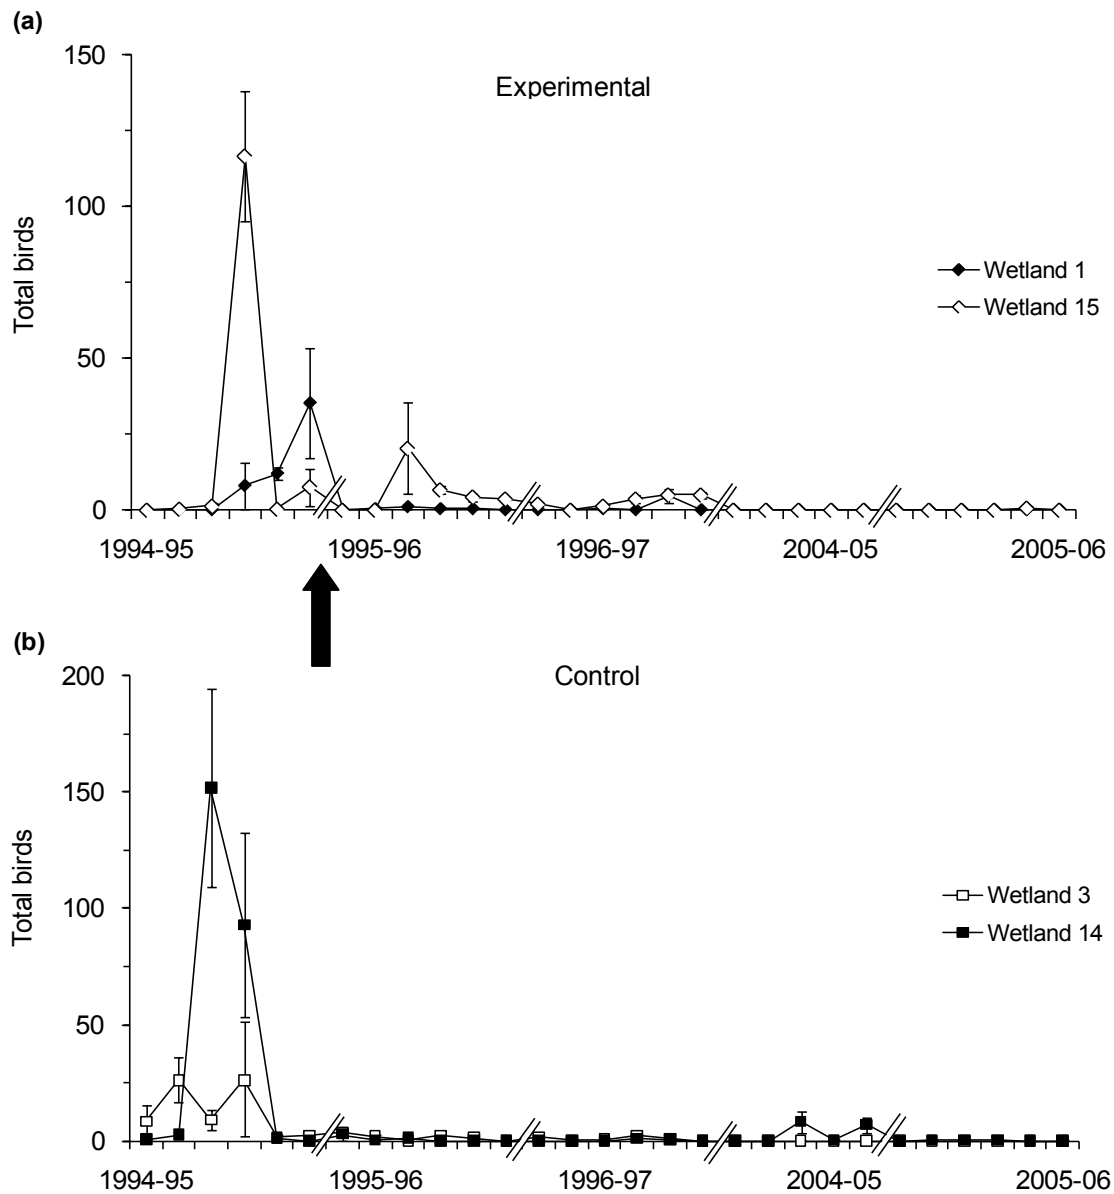 (a)
150
Experimental
100
Total birds
Wetland 1
Wetland 15
50
0
1994-95 1995-96 1996-97 2004-05 2005-06
(b)
200
Control
150
Total birds
100
Wetland 3
Wetland 14
50
0
1994-95 1995-96 1996-97 2004-05 2005-06